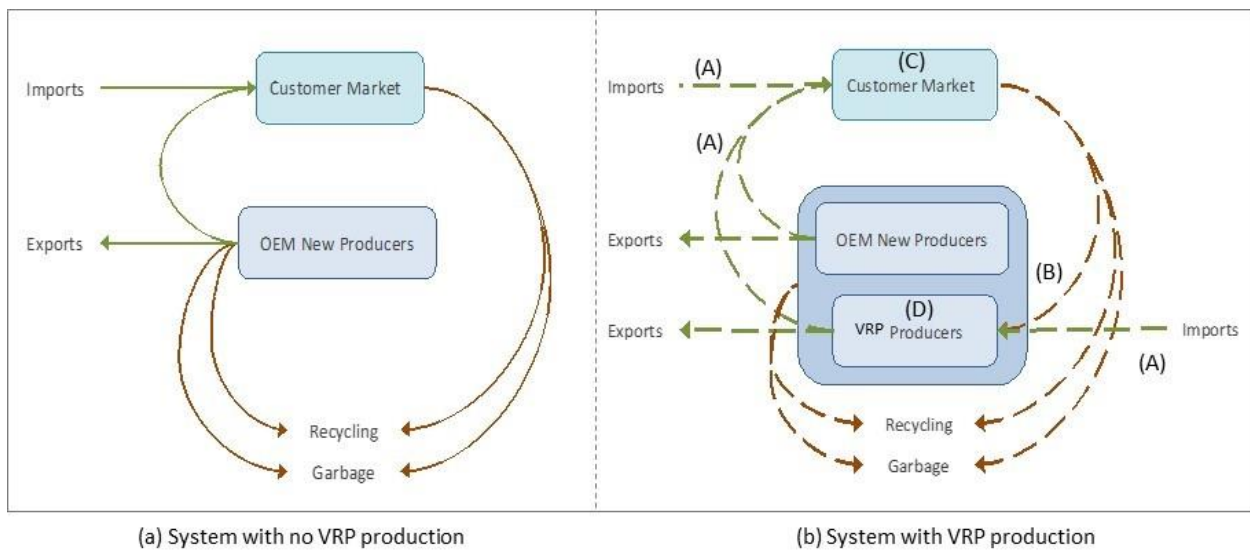 Imports
Customer Market
Exports
OEM New Producers
Recycling
Garbage
(a) System with no VRP production
(A)
(C)
Imports
Customer Market
(A)
Exports
OEM New Producers
(B)
(D)
Exports
VRP Producers
Imports
(A)
Recycling
Garbage
(b) System with VRP production